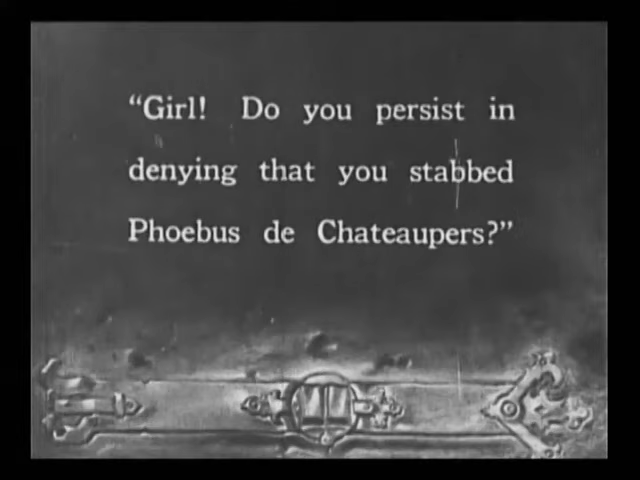 “Girl! Do you persist in
denying that you stabbed
Phoebus de Chateaupers?”